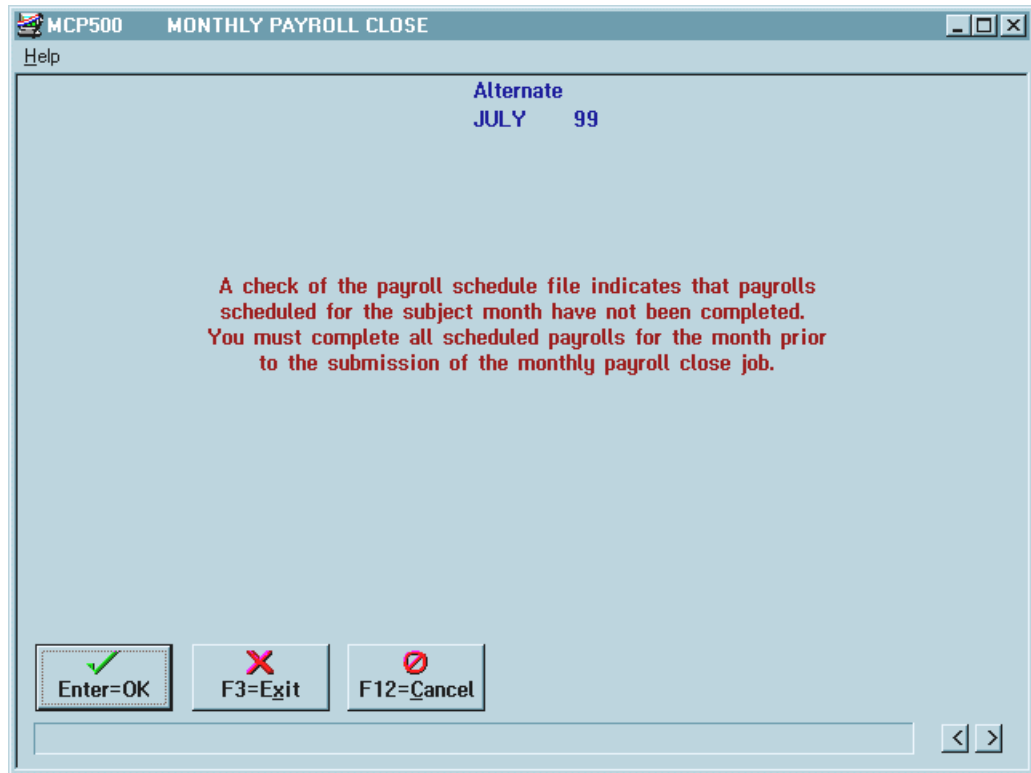 MCP500 MONTHLY PAYROLL CLOSE
Help
Alternate
JULY 99
A check of the payroll schedule file indicates that payrolls
scheduled for the subject month have not been completed.
You must complete all scheduled payrolls for the month prior
to the submission of the monthly payroll close job.
Enter=OK F3=Exit F12=Cancel